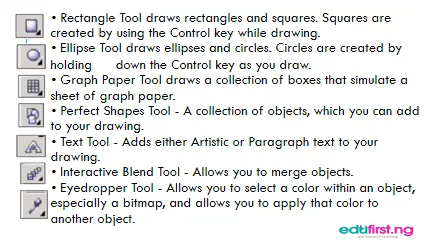 • Rectangle Tool draws rectangles and squares. Squares are
created by using the Control key while drawing.
• Ellipse Tool draws ellipses and circles. Circles are created by
holding down the Control key as you draw.
• Graph Paper Tool draws a collection of boxes that simulate a
sheet of graph paper.
• Perfect Shapes Tool - A collection of objects, which you can add
to your drawing.
• Text Tool - Adds either Artistic or Paragraph text to your
drawing.
• Interactive Blend Tool - Allows you to merge objects.
• Eyedropper Tool - Allows you to select a color within an object,
especially a bitmap, and allows you to apply that color to
another object.
edufirst.ng